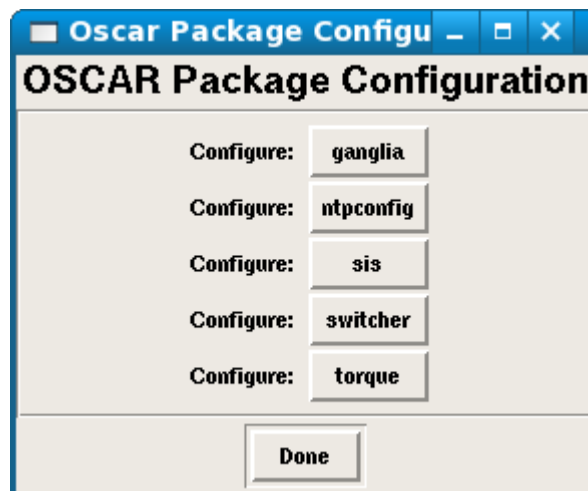 Oscar Package Configu
OSCAR Package Configuration
Configure: ganglia
Configure: ntpconfig
Configure: sis
Configure: switcher
Configure: torque
Done